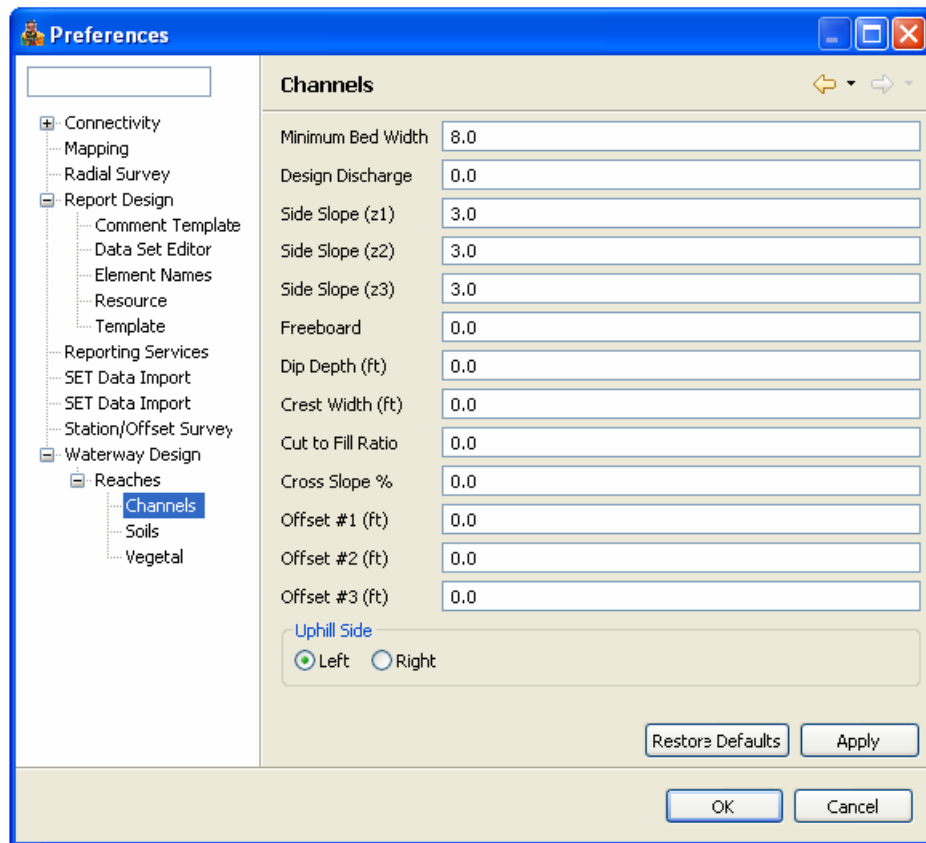 Preferences
Connectivity
Mapping
Radial Survey
Report Design
Comment Template
Data Set Editor
Element Names
Resource
Template
Reporting Services
SET Data Import
SET Data Import
Station/Offset Survey
Waterway Design
Reaches
Channels
Soils
Vegetal
Channels
Minimum Bed Width 8.0
Design Discharge 0.0
Side Slope (z1) 3.0
Side Slope (z2) 3.0
Side Slope (z3) 3.0
Freeboard 0.0
Dip Depth (ft) 0.0
Crest Width (ft) 0.0
Cut to Fill Ratio 0.0
Cross Slope % 0.0
Offset #1 (ft) 0.0
Offset #2 (ft) 0.0
Offset #3 (ft) 0.0
Uphill Side
Left Right
Restore Defaults Apply
OK Cancel